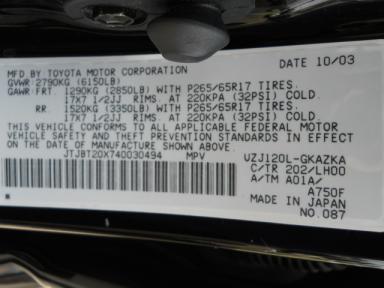 MFD.BY TOYOTA MOTOR CORPORATION DATE 10/03
GVWR: 2790KG (6150LB)
GAWR: FRT. 1290KG (2850LB) WITH P265/65R17 TIRES.
17X7 1/2JJ RIMS. AT 220KPA (32PSI) COLD.
RR. 1520KG (3350LB) WITH P265/65R17 TIRES.
17X7 1/2JJ RIMS. AT 220KPA (32PSI) COLD.
THIS VEHICLE CONFORMS TO ALL APPLICABLE FEDERAL MOTOR
VEHICLE SAFETY AND THEFT PREVENTION STANDARDS IN EFFECT
ON THE DATE OF MANUFACTURE SHOWN ABOVE.
JTJBT20X740030494 MPV VZJ120L-GKAZKA
C/TR 202/LH00
A/TM A01A/
A750F
MADE IN JAPAN
NO.087